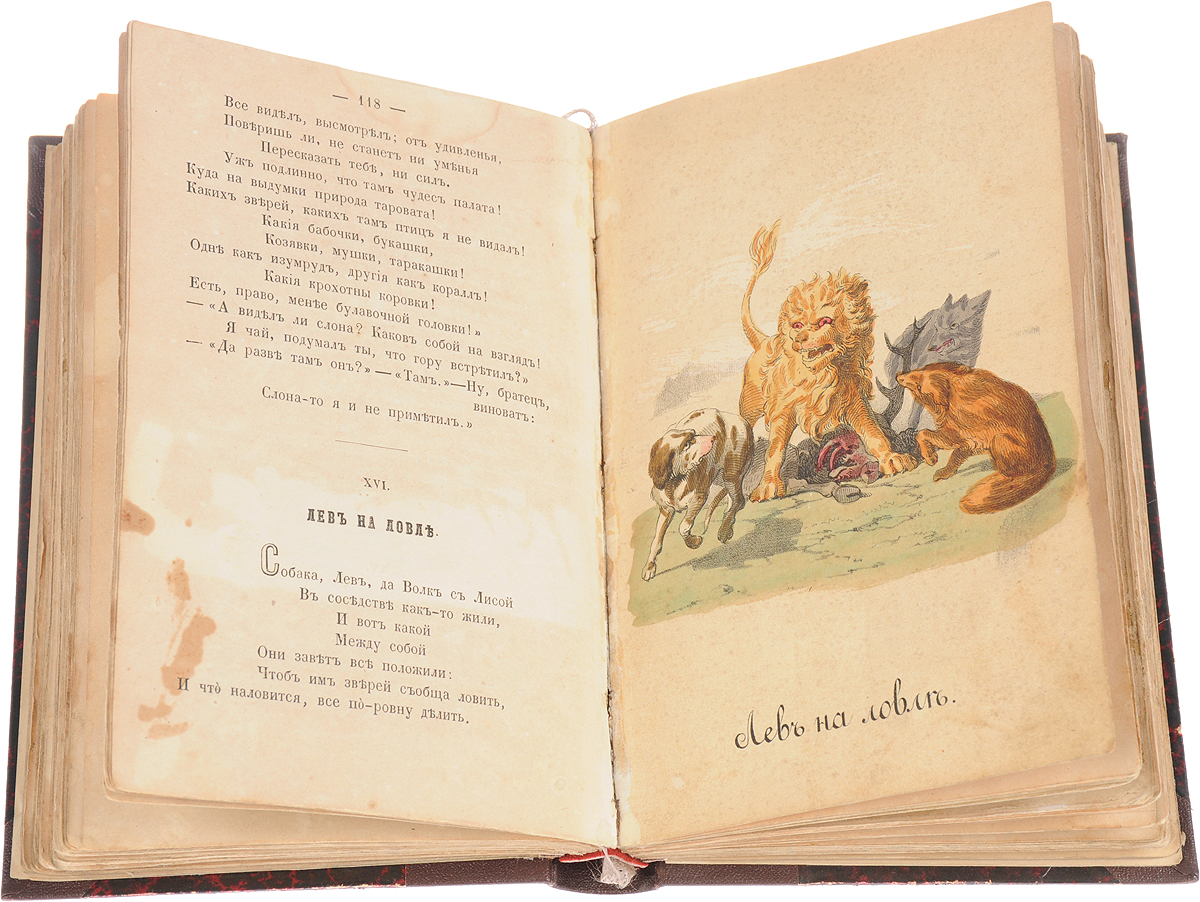 — 118 —
Все видѣлъ, высмотрѣлъ; отъ удивленья,
Повѣришь ли, не станетъ ни умѣнья
Пересказать тебѣ, ни силъ.
Ужъ подлинно, что тамъ чудесъ палата!
Куда на выдумки природа таровата!
Какихъ звѣрей, какихъ тамъ птицъ я не видалъ!
Какія бабочки, букашки,
Козявки, мушки, таракашки!
Однѣ какъ изумрудъ, другія какъ кораллъ!
Какія крохотны коровки!
Есть, право, менѣе булавочной головки!»
— «А видѣлъ ли слона? Каковъ собой на взглядъ!
Я чай, подумалъ ты, что гору встрѣтилъ?»
— «Да развѣ тамъ онъ?» — «Тамъ.» — Ну, братецъ,
виноватъ:
Слона-то я и не примѣтилъ.»
XVI.
ЛЕВЪ НА ЛОВЛѢ.
Собака, Левъ, да Волкъ съ Лисой
Въ сосѣдствѣ какъ-то жили,
И вотъ какой
Между собой
Они завѣтъ всѣ положили:
Чтобъ имъ звѣрей съобща ловить,
И что̀ наловится, все по̀-ровну дѣлить.
Левъ на ловлѣ.